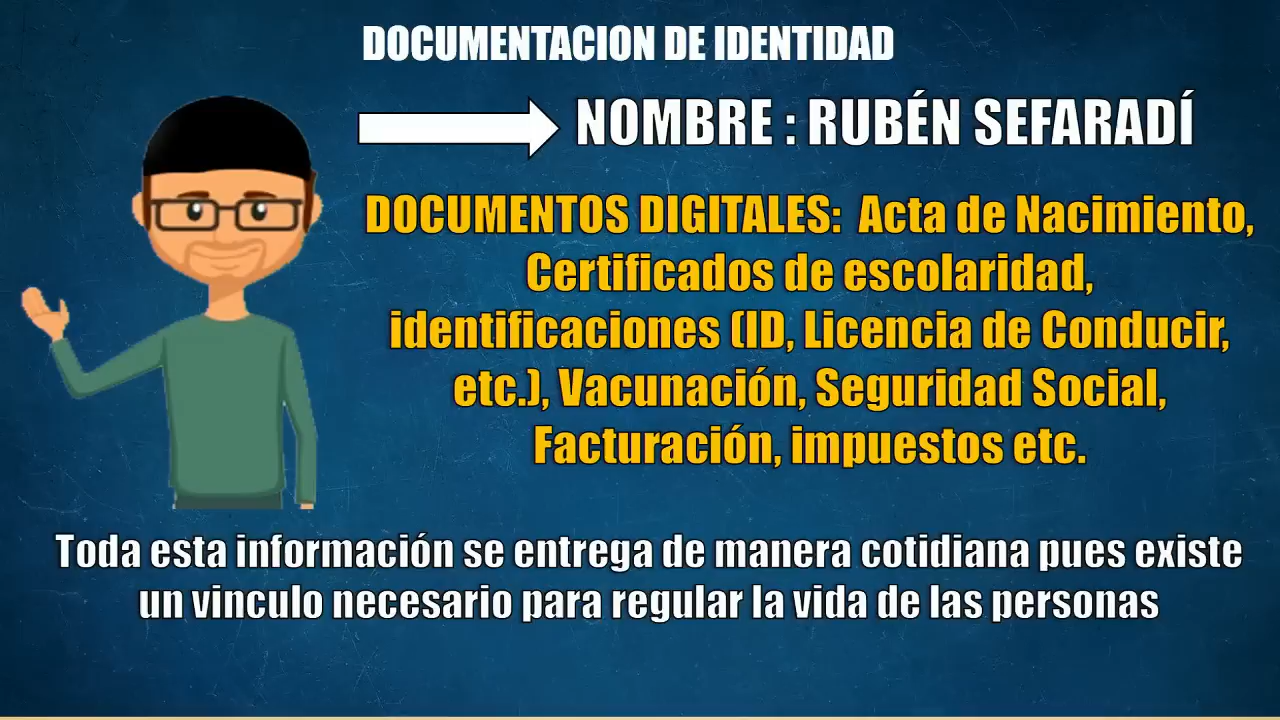 DOCUMENTACION DE IDENTIDAD
NOMBRE : RUBÉN SEFARADÍ
DOCUMENTOS DIGITALES: Acta de Nacimiento,
Certificados de escolaridad,
identificaciones (ID, Licencia de Conducir,
etc.), Vacunación, Seguridad Social,
Facturación, impuestos etc.
Toda esta información se entrega de manera cotidiana pues existe
un vinculo necesario para regular la vida de las personas